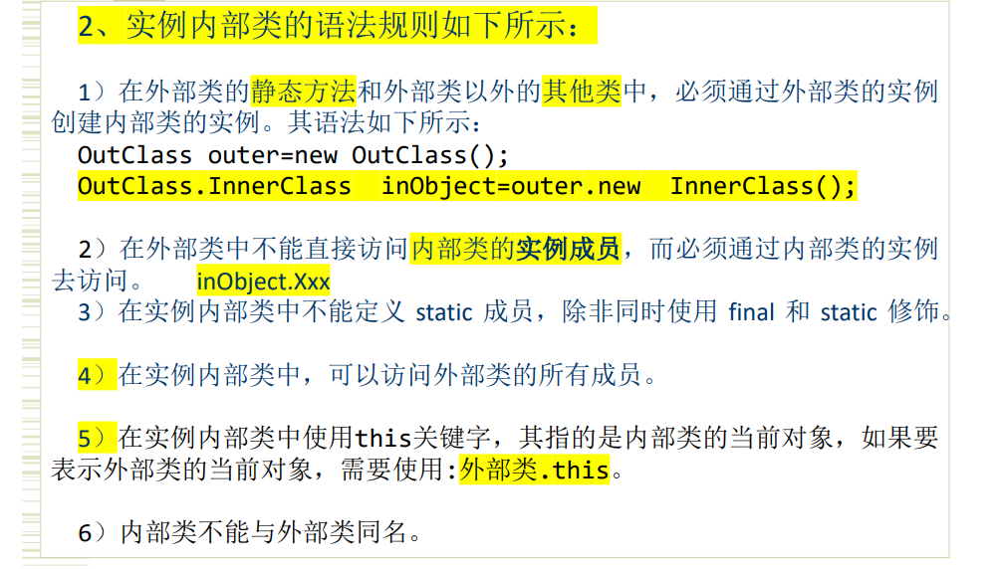 2、实例内部类的语法规则如下所示：
1）在外部类的静态方法和外部类以外的其他类中，必须通过外部类的实例
创建内部类的实例。其语法如下所示：
OutClass outer=new OutClass();
OutClass.InnerClass  inObject=outer.new  InnerClass();
2）在外部类中不能直接访问内部类的实例成员，而必须通过内部类的实例
去访问。 inObject.Xxx
3）在实例内部类中不能定义 static 成员，除非同时使用 final 和 static 修饰。
4）在实例内部类中，可以访问外部类的所有成员。
5）在实例内部类中使用this关键字，其指的是内部类的当前对象，如果要
表示外部类的当前对象，需要使用:外部类.this。
6）内部类不能与外部类同名。